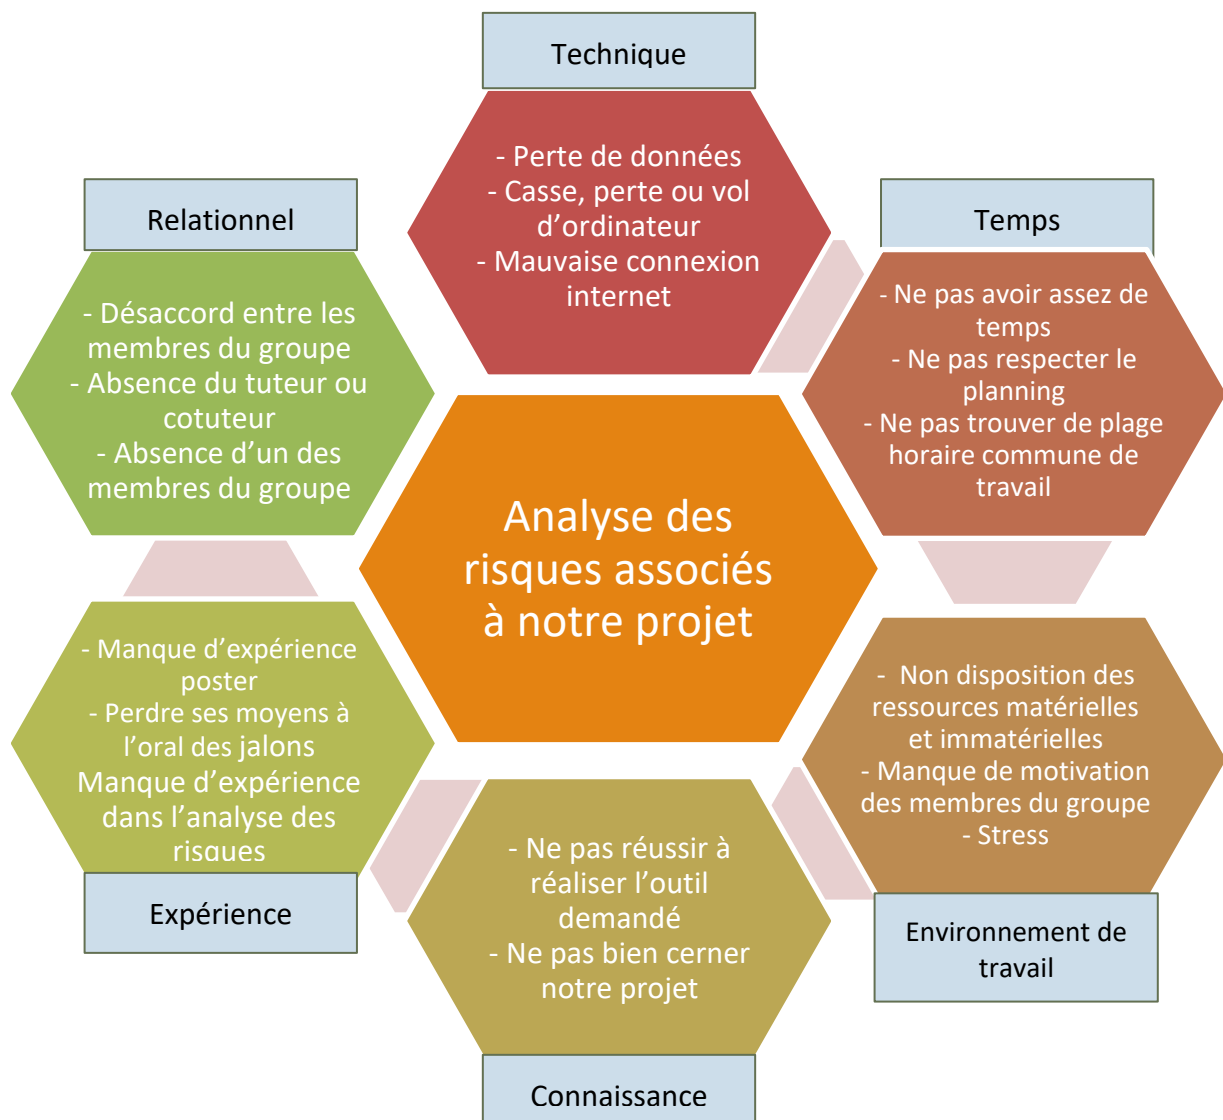 Technique
- Perte de données
- Casse, perte ou vol
d’ordinateur
- Mauvaise connexion
internet
Relationnel
- Désaccord entre les
membres du groupe
- Absence du tuteur ou
cotuteur
- Absence d’un des
membres du groupe
Temps
- Ne pas avoir assez de
temps
- Ne pas respecter le
planning
- Ne pas trouver de plage
horaire commune de
travail
Analyse des
risques associés
à notre projet
- Manque d’expérience
poster
- Perdre ses moyens à
l’oral des jalons
Manque d’expérience
dans l’analyse des
risques
Expérience
- Non disposition des
ressources matérielles
et immatérielles
- Manque de motivation
des membres du groupe
- Stress
Environnement de
travail
- Ne pas réussir à
réaliser l’outil
demandé
- Ne pas bien cerner
notre projet
Connaissance